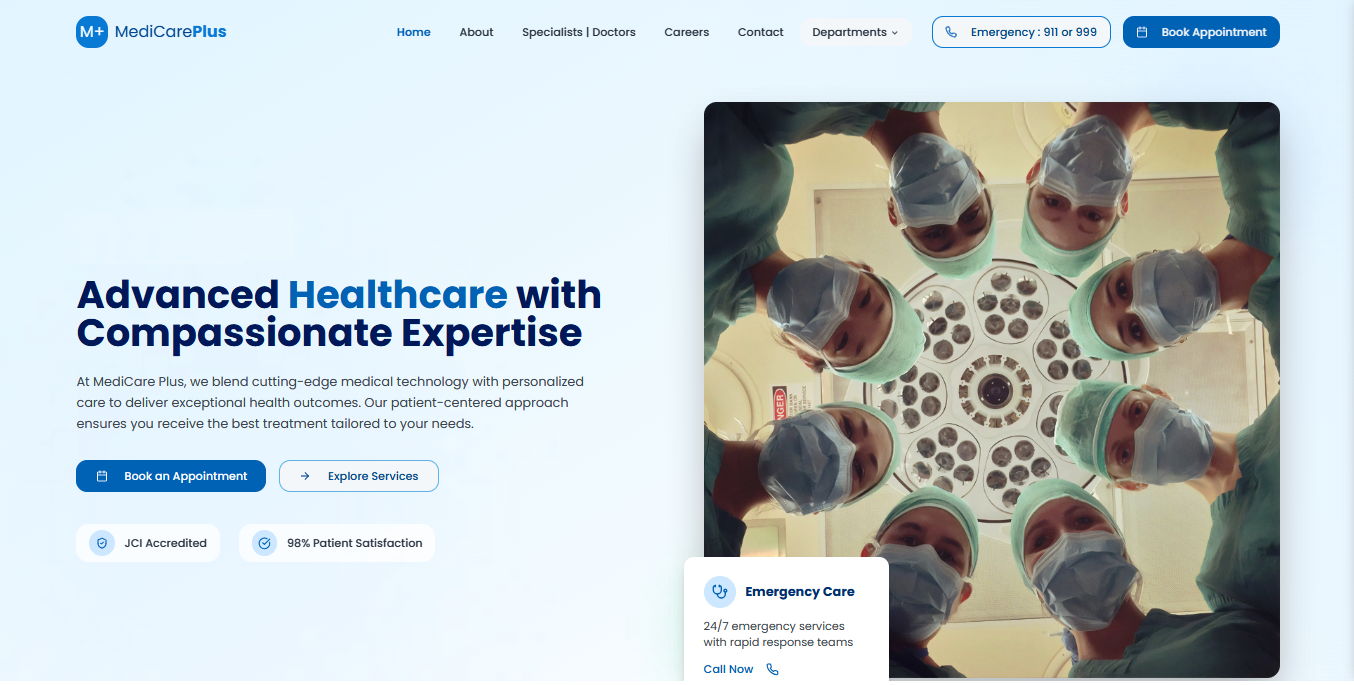 M+ MediCarePlus
Home
About
Specialists | Doctors
Careers
Contact
Departments
Emergency : 911 or 999
Book Appointment
Advanced Healthcare with
Compassionate Expertise
At MediCare Plus, we blend cutting-edge medical technology with personalized
care to deliver exceptional health outcomes. Our patient-centered approach
ensures you receive the best treatment tailored to your needs.
Book an Appointment
Explore Services
JCI Accredited
98% Patient Satisfaction
DANGER
Emergency Care
24/7 emergency services
with rapid response teams
Call Now